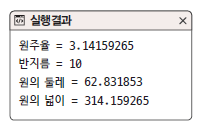 실행결과
원주율 = 3.14159265
반지름 = 10
원의 둘레 = 62.831853
원의 넓이 = 314.159265